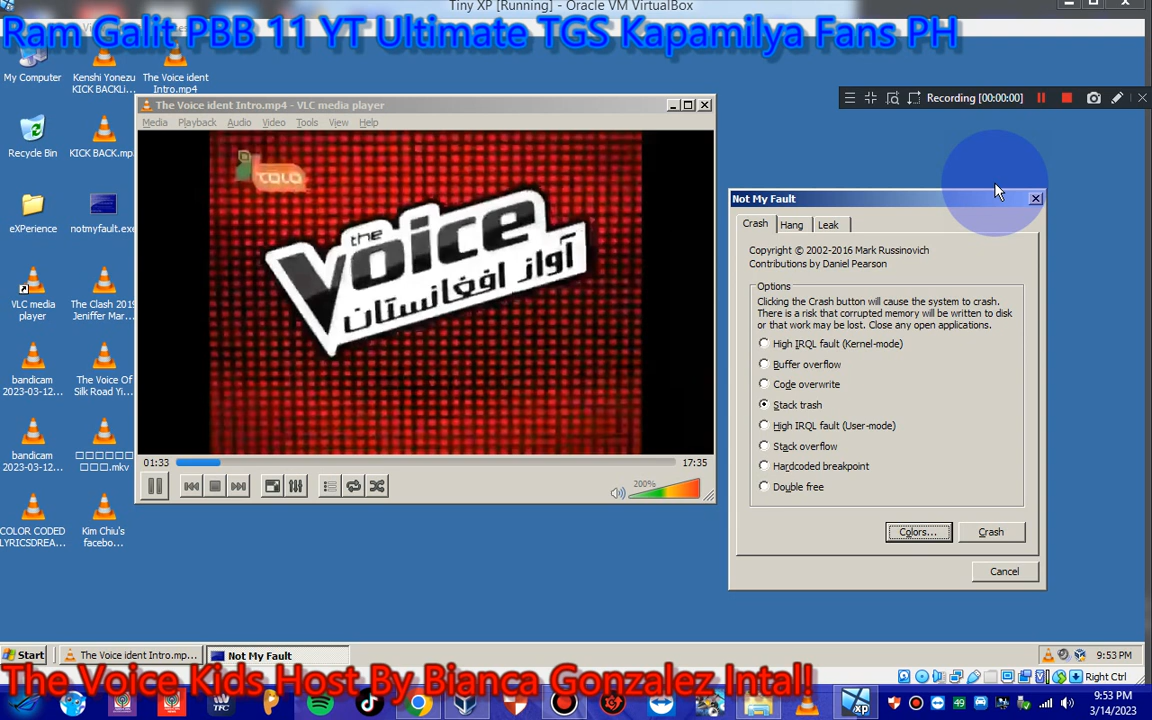 Tiny XP [Running] - Oracle VM VirtualBox
Ram Galit PBB 11 YT Ultimate TGS Kapamilya Fans PH
My Computer
Kenshi Yonezu KICK BACKLi...
The Voice ident Intro.mp4
Recycle Bin
KICK BACK.mp...
eXPerience
notmyfault.exe
VLC media player
The Clash 2019 Jeniffer Mar...
bandicam 2023-03-12...
The Voice Of Silk Road Yi...
bandicam 2023-03-12...
□□□□□□ □□□.mkv
COLOR CODED LYRICSDREA...
Kim Chiu's facebo...
The Voice ident Intro.mp4 - VLC media player
Media Playback Audio Video Tools View Help
TOLO
the
Voice
آواز افغانستان
01:33
17:35
200%
Recording [00:00:00]
Not My Fault
Crash Hang Leak
Copyright © 2002-2016 Mark Russinovich
Contributions by Daniel Pearson
Options
Clicking the Crash button will cause the system to crash.
There is a risk that corrupted memory will be written to disk
or that work may be lost. Close any open applications.
High IRQL fault (Kernel-mode)
Buffer overflow
Code overwrite
Stack trash
High IRQL fault (User-mode)
Stack overflow
Hardcoded breakpoint
Double free
Colors...
Crash
Cancel
Start
The Voice ident Intro.mp...
Not My Fault
9:53 PM
The Voice Kids Host By Bianca Gonzalez Intal!
Right Ctrl
TFC
49
9:53 PM
3/14/2023